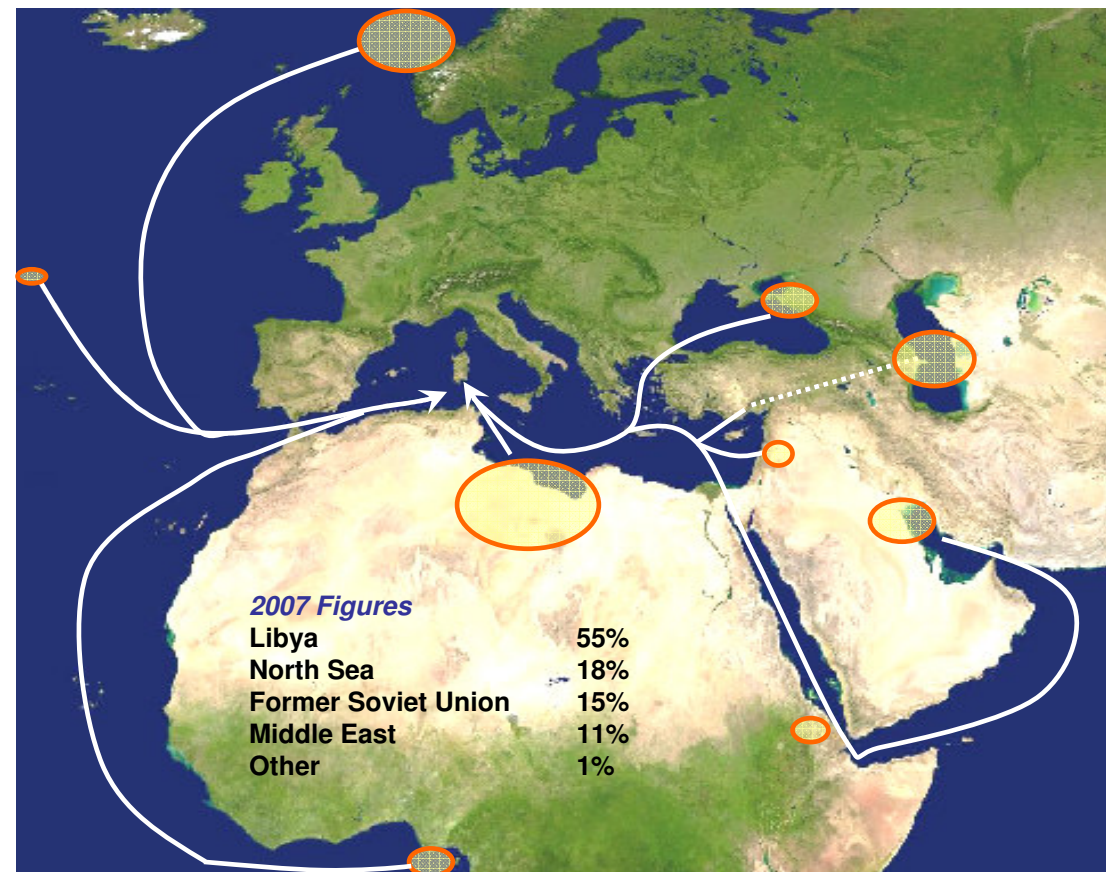 2007 Figures
Libya 55%
North Sea 18%
Former Soviet Union 15%
Middle East 11%
Other 1%